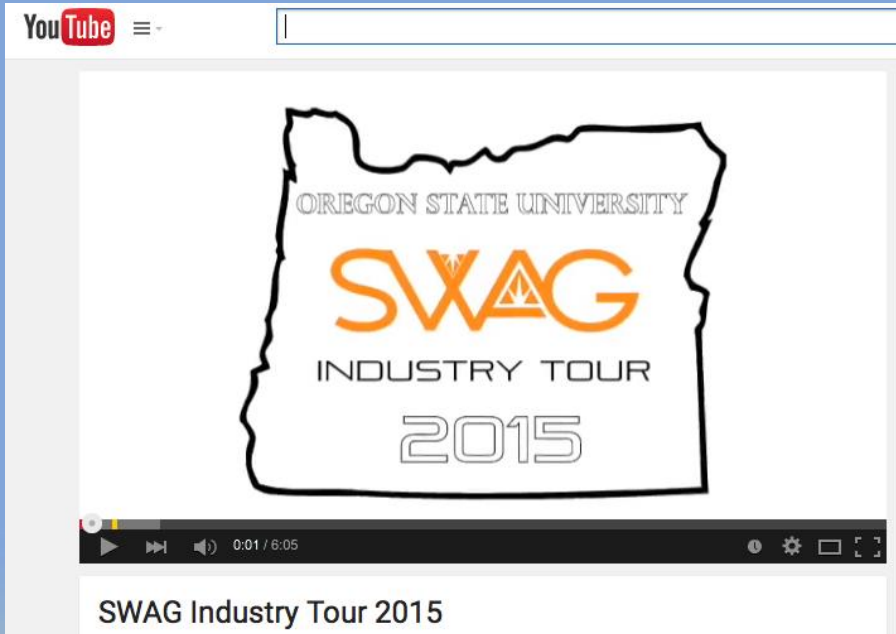 YouTube
OREGON STATE UNIVERSITY
SWAG
INDUSTRY TOUR
2015
0:01 / 6:05
SWAG Industry Tour 2015